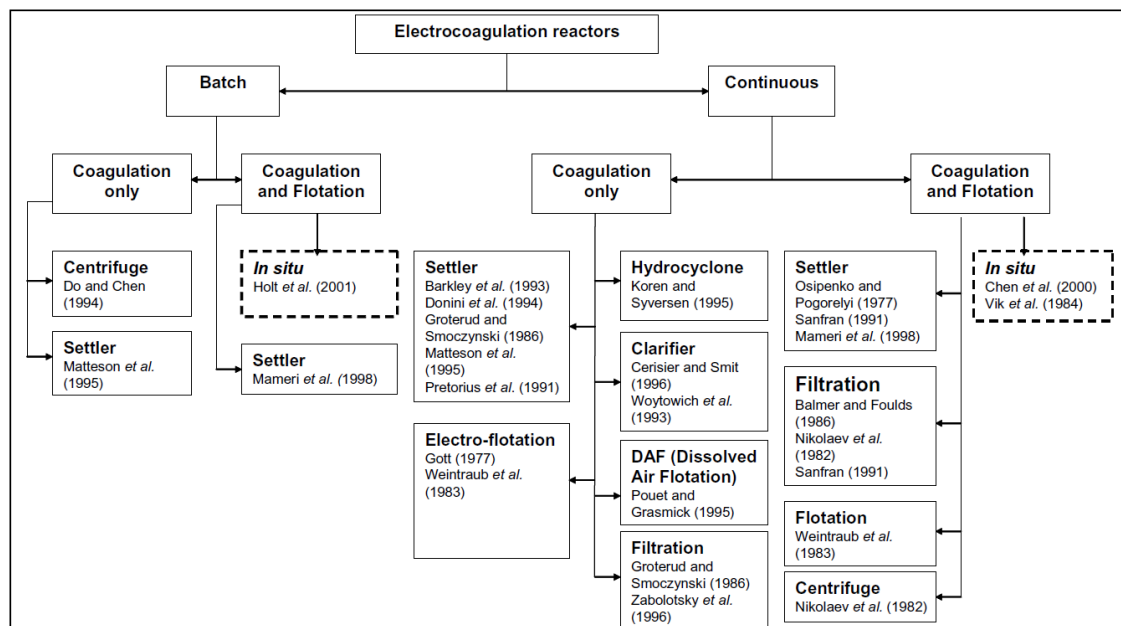 Electrocoagulation reactors
Batch
Continuous
Coagulation
only
Coagulation
and Flotation
Coagulation
only
Coagulation
and Flotation
Centrifuge
Do and Chen
(1994)
Settler
Matteson et al.
(1995)
In situ
Holt et al. (2001)
Settler
Mameri et al. (1998)
Settler
Barkley et al. (1993)
Donini et al. (1994)
Groterud and
Smoczynski (1986)
Matteson et al.
(1995)
Pretorius et al. (1991)
Electro-flotation
Gott (1977)
Weintraub et al.
(1983)
Hydrocyclone
Koren and
Syversen
(1995)
Clarifier
Cerisier and Smit
(1996)
Woytowich et al.
(1993)
DAF (Dissolved
Air Flotation)
Pouet and
Grasmick (1995)
Filtration
Groterud and
Smoczynski (1986)
Zabolotsky et al.
(1996)
Settler
Osipenko and
Pogorelyi (1977)
Sanfran (1991)
Mameri et al. (1998)
Filtration
Balmer and Foulds
(1986)
Nikolaev et al.
(1982)
Sanfran (1991)
Flotation
Weintraub et al.
(1983)
Centrifuge
Nikolaev et al. (1982)
In situ
Chen et al. (2000)
Vik et al. (1984)